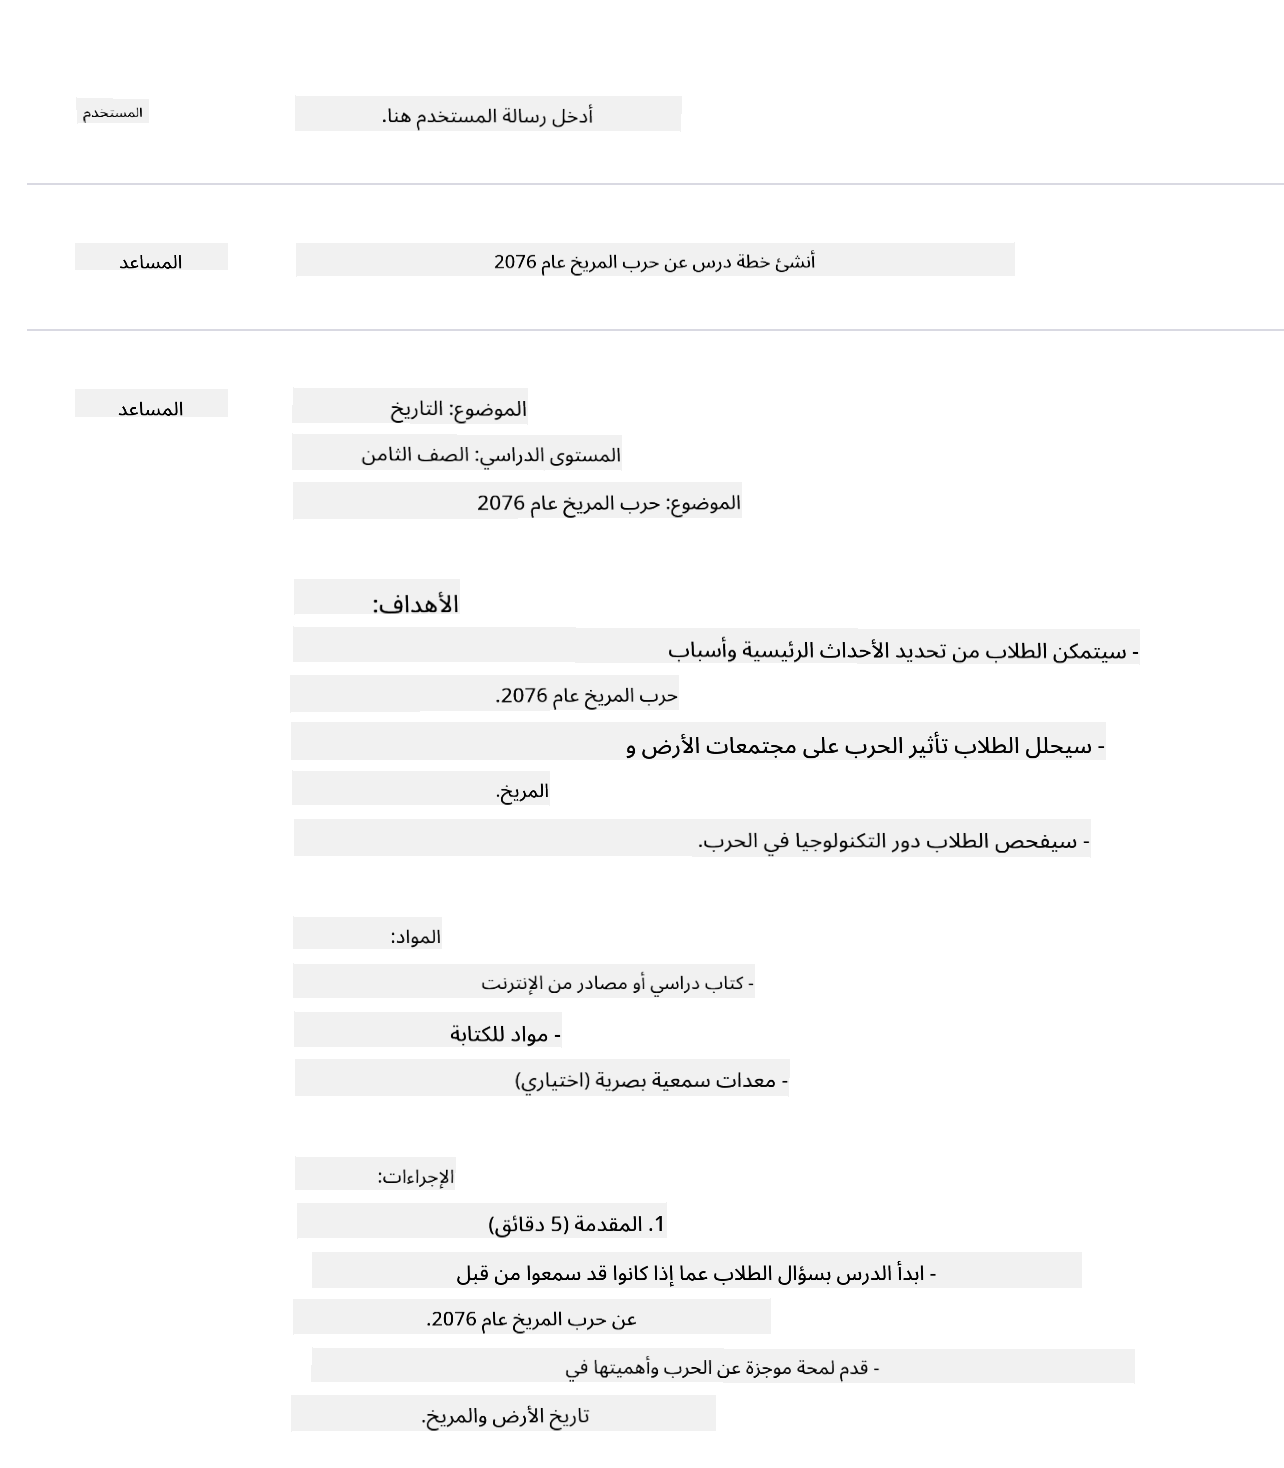 المستخدم
أدخل رسالة المستخدم هنا.
المساعد
أنشئ خطة درس عن حرب المريخ عام 2076
المساعد
الموضوع: التاريخ
المستوى الدراسي: الصف الثامن
الموضوع: حرب المريخ عام 2076
الأهداف:
- سيتمكن الطلاب من تحديد الأحداث الرئيسية وأسباب
حرب المريخ عام 2076.
- سيحلل الطلاب تأثير الحرب على مجتمعات الأرض و
المريخ.
- سيفحص الطلاب دور التكنولوجيا في الحرب.
المواد:
- كتاب دراسي أو مصادر من الإنترنت
- مواد للكتابة
- معدات سمعية بصرية (اختياري)
الإجراءات:
1. المقدمة (5 دقائق)
- ابدأ الدرس بسؤال الطلاب عما إذا كانوا قد سمعوا من قبل
عن حرب المريخ عام 2076.
- قدم لمحة موجزة عن الحرب وأهميتها في
تاريخ الأرض والمريخ.